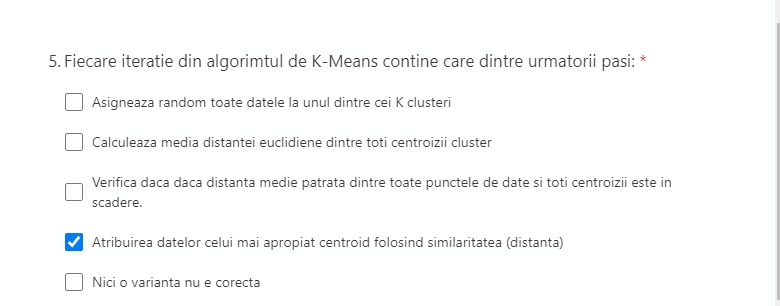 5. Fiecare iteratie din algorimtul de K-Means contine care dintre urmatorii pasi: *
Asigneaza random toate datele la unul dintre cei K clusteri
Calculeaza media distantei euclidiene dintre toti centroizii cluster
Verifica daca daca distanta medie patrata dintre toate punctele de date si toti centroizii este in
scadere.
Atribuirea datelor celui mai apropiat centroid folosind similaritatea (distanta)
Nici o varianta nu e corecta